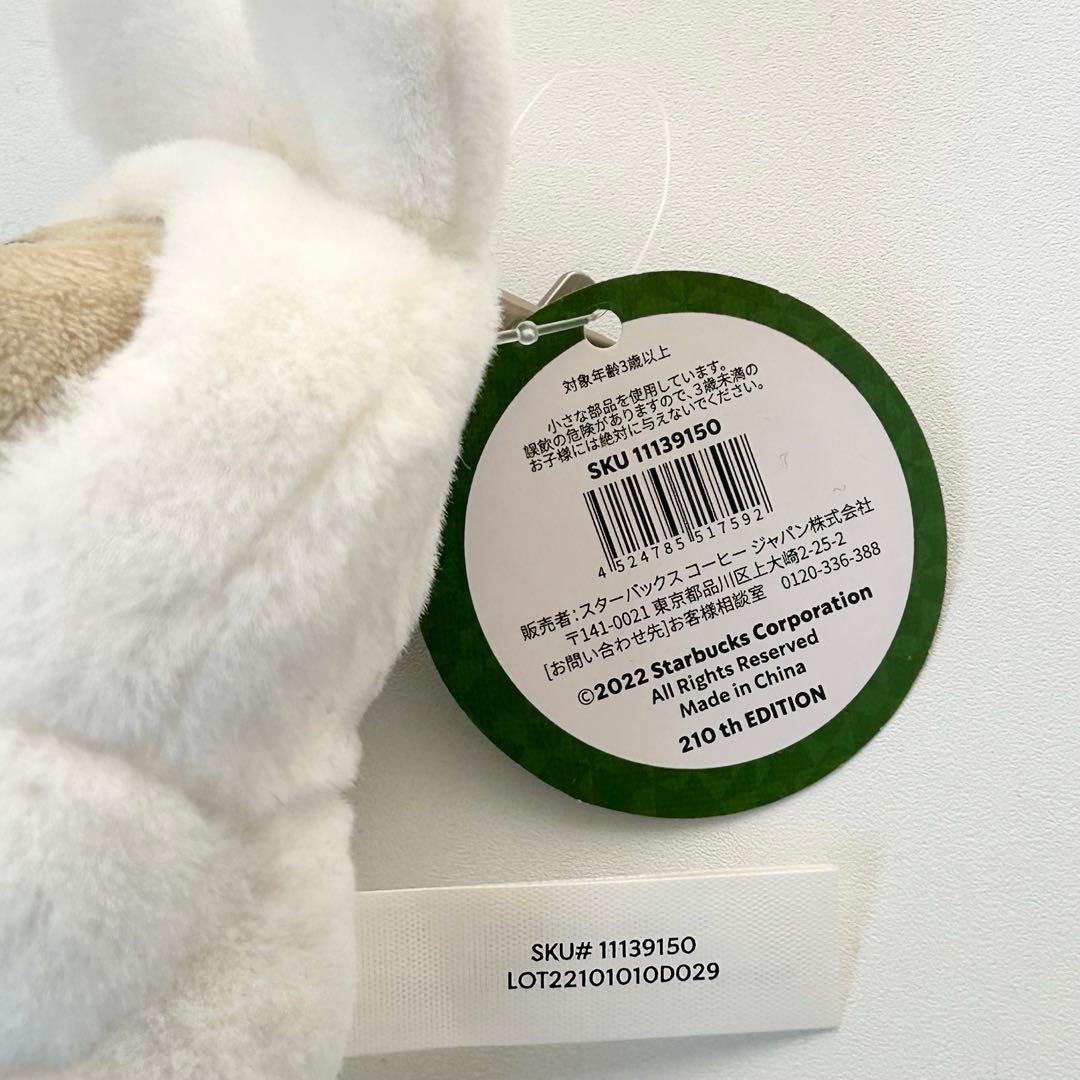 対象年齢3歳以上
小さな部品を使用しています。
誤飲の危険がありますので、3歳未満の
お子様には絶対に与えないでください。
SKU 11139150
4 524785 517592
販売者:スターバックス コーヒー ジャパン株式会社
〒141-0021 東京都品川区上大崎2-25-2
[お問い合わせ先]お客様相談室 0120-336-388
©2022 Starbucks Corporation
All Rights Reserved
Made in China
210 th EDITION
SKU# 11139150
LOT22101010D029